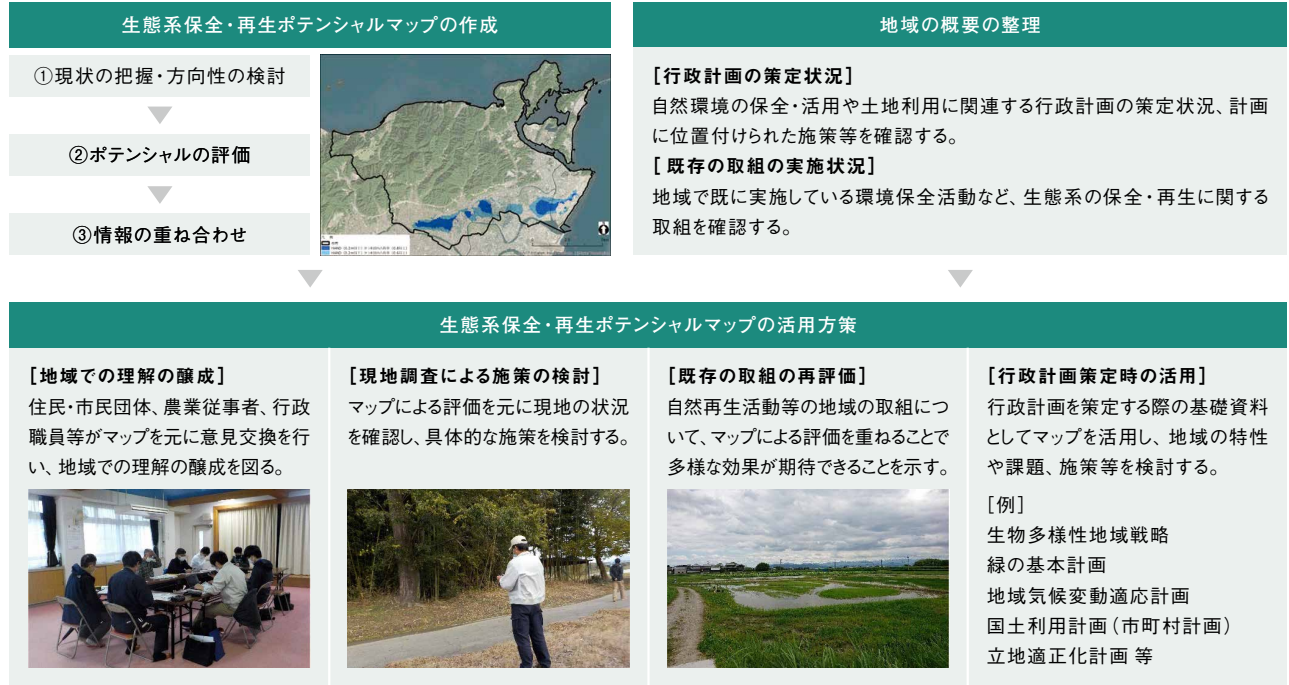 生態系保全・再生ポテンシャルマップの作成
①現状の把握・方向性の検討
②ポテンシャルの評価
③情報の重ね合わせ
地域の概要の整理
[行政計画の策定状況]
自然環境の保全・活用や土地利用に関連する行政計画の策定状況、計画
に位置付けられた施策等を確認する。
[既存の取組の実施状況]
地域で既に実施している環境保全活動など、生態系の保全・再生に関する
取組を確認する。
生態系保全・再生ポテンシャルマップの活用方策
[地域での理解の醸成]
住民・市民団体、農業従事者、行政
職員等がマップを元に意見交換を行
い、地域での理解の醸成を図る。
[現地調査による施策の検討]
マップによる評価を元に現地の状況
を確認し、具体的な施策を検討する。
[既存の取組の再評価]
自然再生活動等の地域の取組につ
いて、マップによる評価を重ねることで
多様な効果が期待できることを示す。
[行政計画策定時の活用]
行政計画を策定する際の基礎資料
としてマップを活用し、地域の特性
や課題、施策等を検討する。
[例]
生物多様性地域戦略
緑の基本計画
地域気候変動適応計画
国土利用計画(市町村計画)
立地適正化計画 等